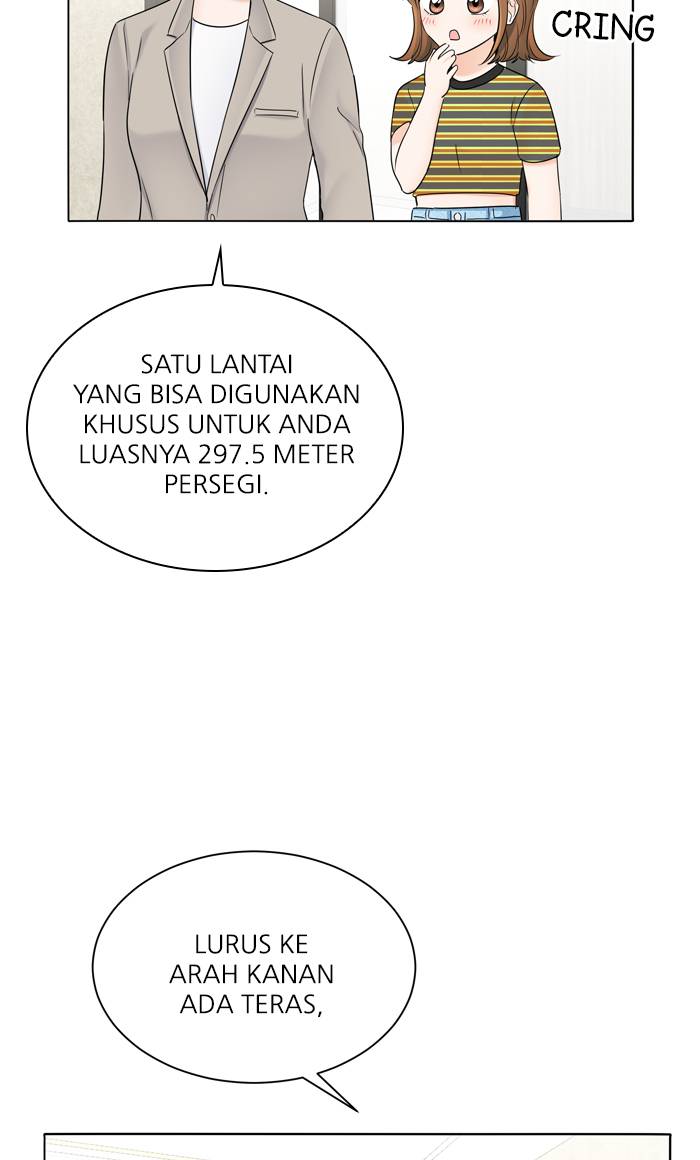 CRING
SATU LANTAI
YANG BISA DIGUNAKAN
KHUSUS UNTUK ANDA
LUASNYA 297.5 METER
PERSEGI.
LURUS KE
ARAH KANAN
ADA TERAS,